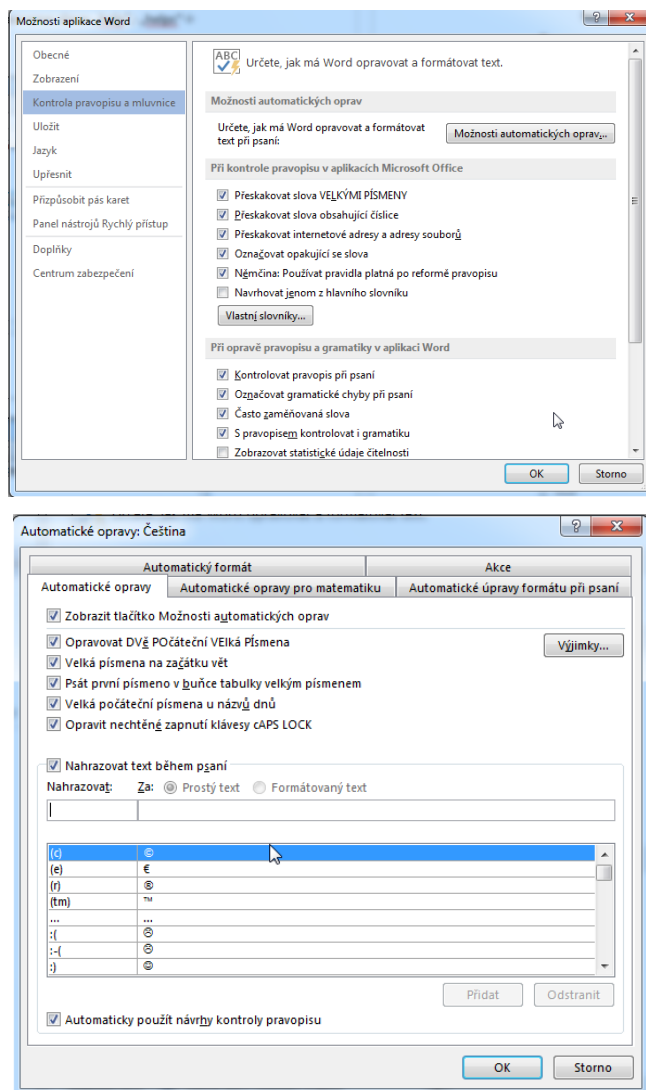 Možnosti aplikace Word
Obecné
Zobrazení
Kontrola pravopisu a mluvnice
Uložit
Jazyk
Upřesnit
Přizpůsobit pás karet
Panel nástrojů Rychlý přístup
Doplňky
Centrum zabezpečení
ABC
Určete, jak má Word opravovat a formátovat text.
Možnosti automatických oprav
Určete, jak má Word opravovat a formátovat
text při psaní:
Možnosti automatických oprav...
Při kontrole pravopisu v aplikacích Microsoft Office
Přeskakovat slova VELKÝMI PÍSMENY
Přeskakovat slova obsahující číslice
Přeskakovat internetové adresy a adresy souborů
Označovat opakující se slova
Němčina: Používat pravidla platná po reformě pravopisu
Navrhovat jenom z hlavního slovníku
Vlastní slovníky...
Při opravě pravopisu a gramatiky v aplikaci Word
Kontrolovat pravopis při psaní
Označovat gramatické chyby při psaní
Často zaměňovaná slova
S pravopisem kontrolovat i gramatiku
Zobrazovat statistické údaje čitelnosti
OK
Storno
Automatické opravy: Čeština
Automatický formát
Akce
Automatické opravy
Automatické opravy pro matematiku
Automatické úpravy formátu při psaní
Zobrazit tlačítko Možnosti automatických oprav
Opravovat DVě POčáteční VElká PÍsmena
Výjimky...
Velká písmena na začátku vět
Psát první písmeno v buňce tabulky velkým písmenem
Velká počáteční písmena u názvů dnů
Opravit nechtěné zapnutí klávesy cAPS LOCK
Nahrazovat text během psaní
Nahrazovat: Za: Prostý text Formátovaný text
(c) ©
(e) €
(r) ®
(tm) ™
... …
:( ☹
:-( ☹
:) ☺
Přidat
Odstranit
Automaticky použít návrhy kontroly pravopisu
OK
Storno